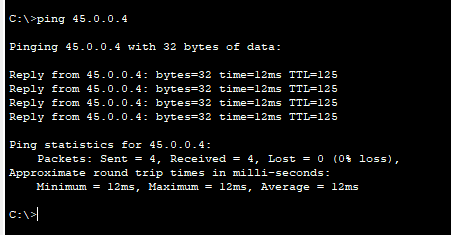 C:\>ping 45.0.0.4
Pinging 45.0.0.4 with 32 bytes of data:
Reply from 45.0.0.4: bytes=32 time=12ms TTL=125
Reply from 45.0.0.4: bytes=32 time=12ms TTL=125
Reply from 45.0.0.4: bytes=32 time=12ms TTL=125
Reply from 45.0.0.4: bytes=32 time=12ms TTL=125
Ping statistics for 45.0.0.4:
    Packets: Sent = 4, Received = 4, Lost = 0 (0% loss),
Approximate round trip times in milli-seconds:
    Minimum = 12ms, Maximum = 12ms, Average = 12ms
C:\>